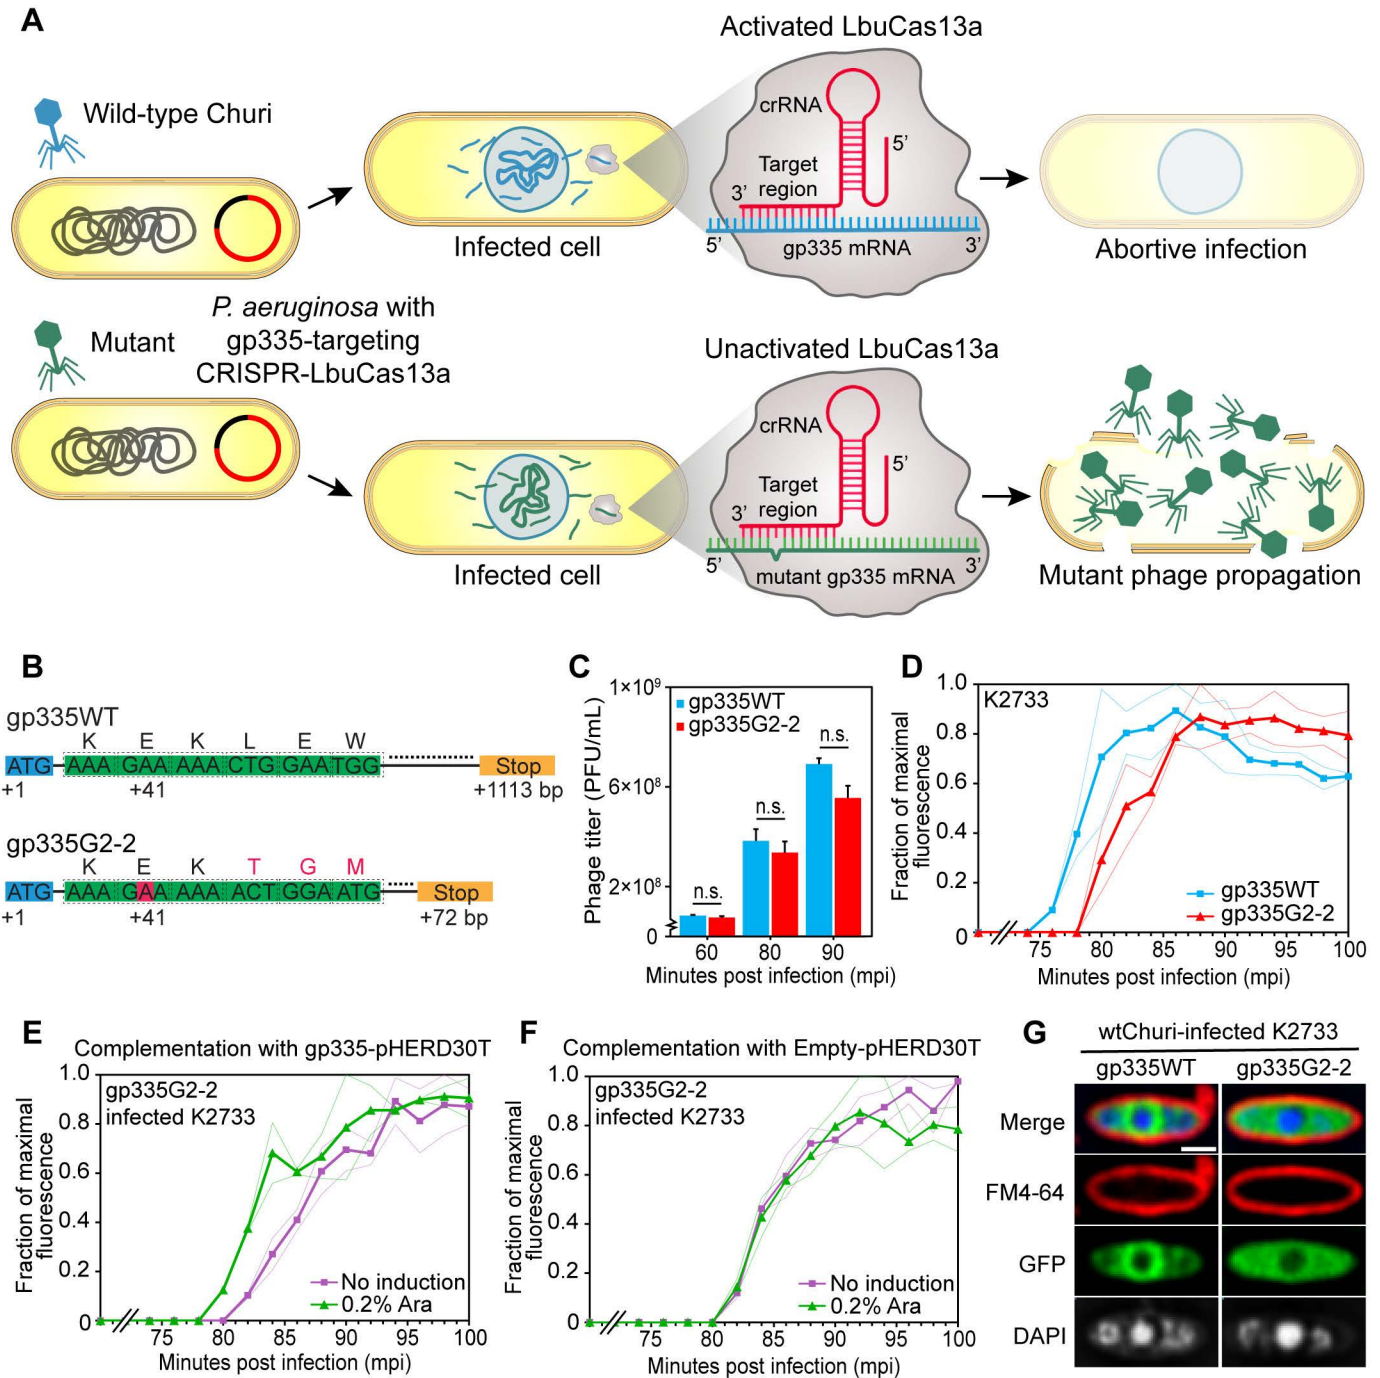 A
Activated LbuCas13a
Wild-type Churi
crRNA
5’
Target
region
3’
5’
gp335 mRNA
3’
Infected cell
Abortive infection
P. aeruginosa with
gp335-targeting
CRISPR-LbuCas13a
Mutant
Unactivated LbuCas13a
crRNA
5’
Target
region
3’
5’
mutant gp335 mRNA
3’
Infected cell
Mutant phage propagation
B
gp335WT
K E K L E W
ATG AAA GAA AAA CTG GAA TGG Stop
+1 +41 +1113 bp
gp335G2-2
K E K T G M
ATG AAA GAA AAA ACT GGA ATG Stop
+1 +41 +72 bp
C
Phage titer (PFU/mL)
1×10⁹
6×10⁸
2×10⁸
0
gp335WT
gp335G2-2
n.s.
n.s.
n.s.
60 80 90
Minutes post infection (mpi)
D
K2733
Fraction of maximal
fluorescence
1.0
0.8
0.6
0.4
0.2
0
gp335WT
gp335G2-2
75 80 85 90 95 100
Minutes post infection (mpi)
E
Complementation with gp335-pHERD30T
gp335G2-2
infected K2733
Fraction of maximal
fluorescence
1.0
0.8
0.6
0.4
0.2
0
No induction
0.2% Ara
75 80 85 90 95 100
Minutes post infection (mpi)
F
Complementation with Empty-pHERD30T
gp335G2-2
infected K2733
Fraction of maximal
fluorescence
1.0
0.8
0.6
0.4
0.2
0
No induction
0.2% Ara
75 80 85 90 95 100
Minutes post infection (mpi)
G
wtChuri-infected K2733
gp335WT gp335G2-2
Merge
FM4-64
GFP
DAPI